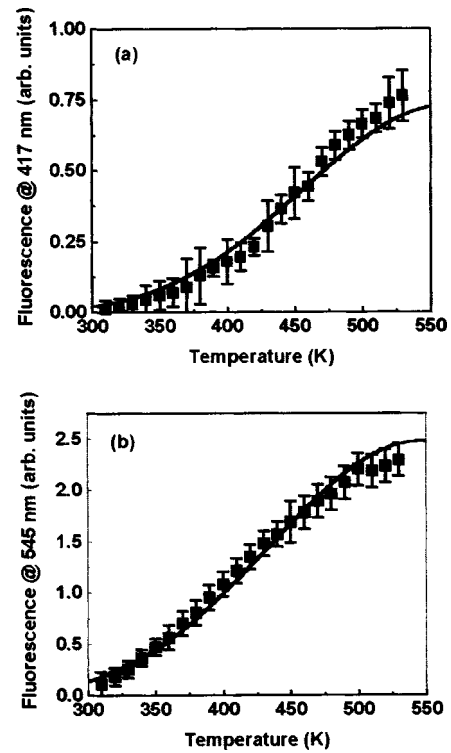 Fluorescence @ 417 nm (arb. units)
(a)
1.00
0.75
0.50
0.25
0.00
300 350 400 450 500 550
Temperature (K)
Fluorescence @ 545 nm (arb. units)
(b)
2.5
2.0
1.5
1.0
0.5
0.0
300 350 400 450 500 550
Temperature (K)